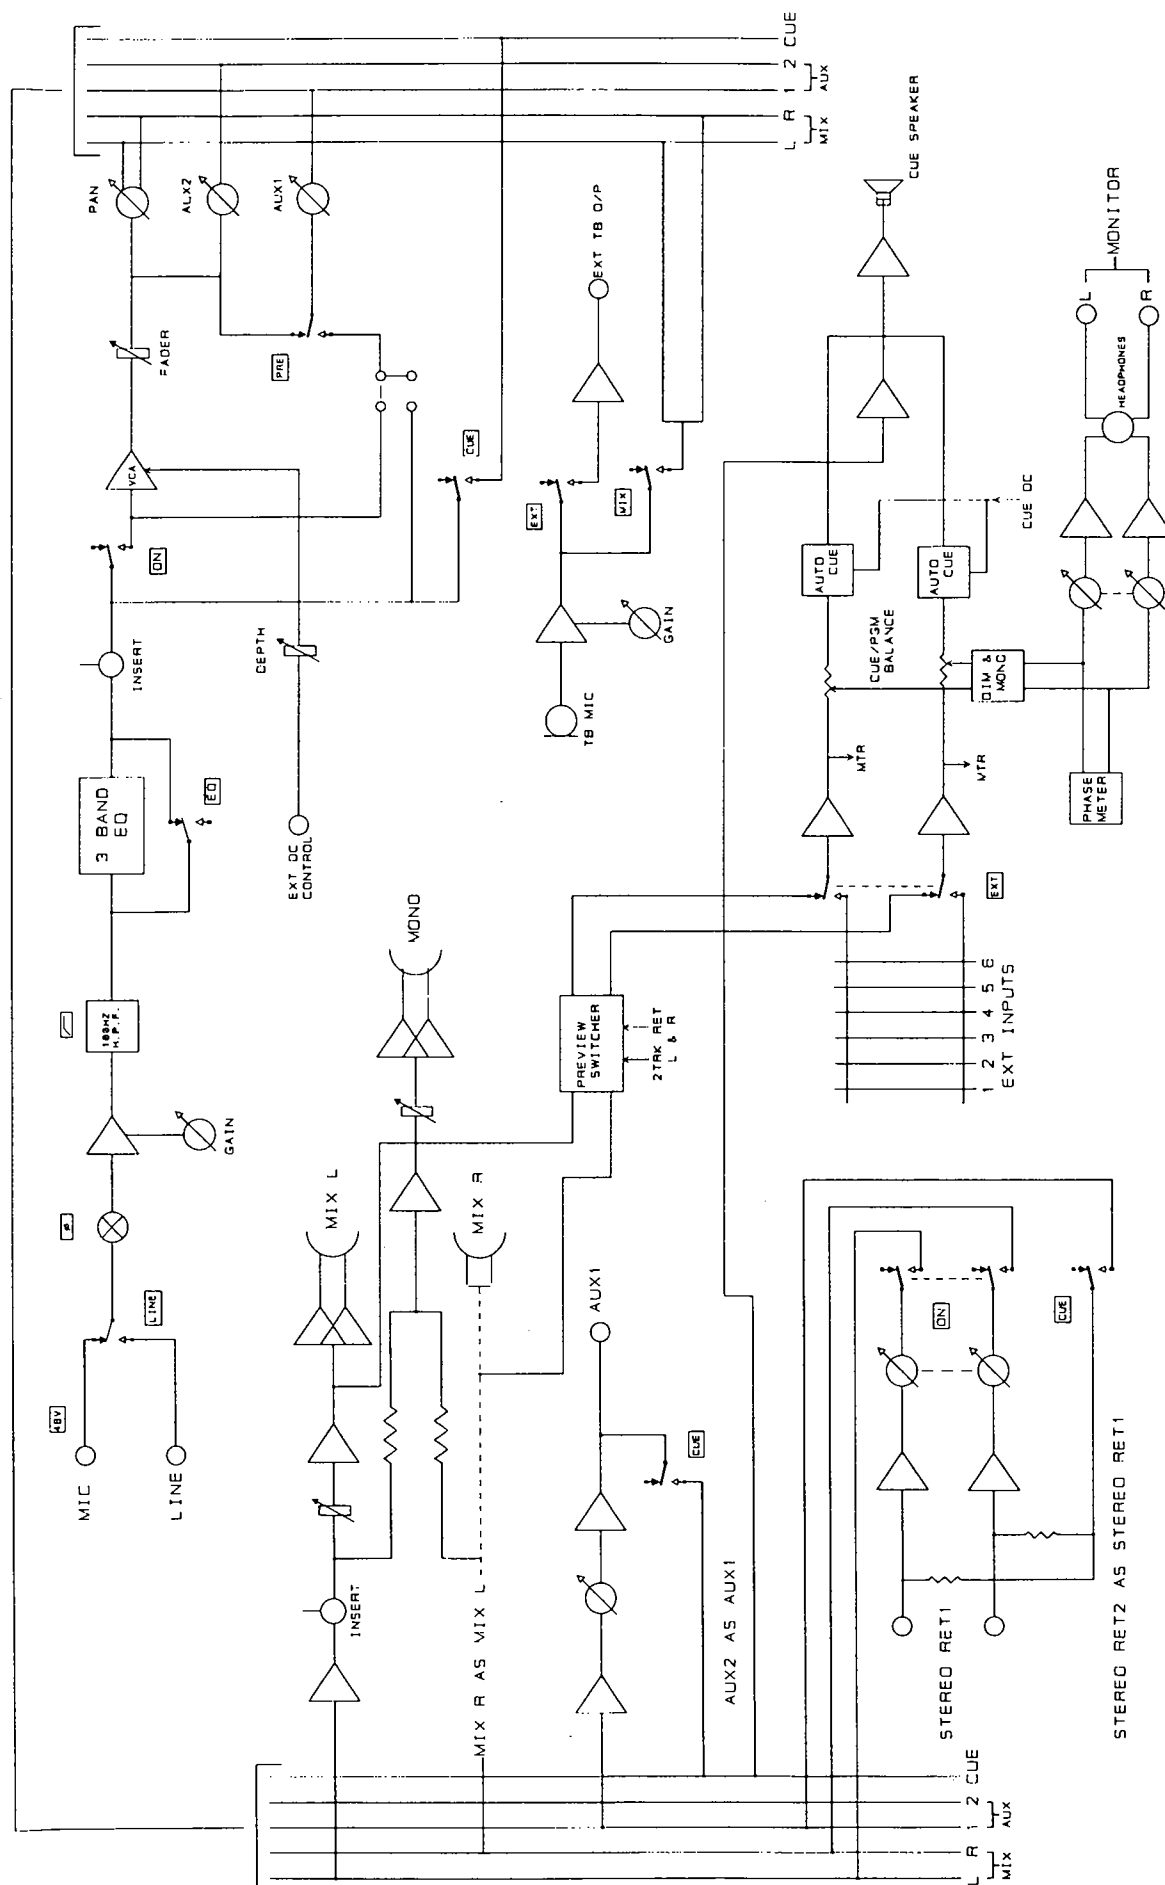 MIC
LINE
48V
LINE
ø
GAIN
100HZ
H.P.F.
3 BAND
EQ
EQ
INSERT
ON
VCA
FADER
PAN
AUX2
AUX1
PRE
CUE
EXT DC
CONTROL
DEPTH
L R
MIX
1 2
AUX
CUE
TB MIC
GAIN
EXT
MIX
EXT TB O/P
INSERT
MIX L
MONO
MIX R
MIX R AS MIX L
AUX1
CUE
AUX2 AS AUX1
PREVIEW
SWITCHER
2TRK RET
L & R
L R
MIX
1 2
AUX
CUE
STEREO RET1
ON
CUE
STEREO RET2 AS STEREO RET1
1 2 3 4 5 6
EXT INPUTS
EXT
MTR
MTR
CUE/PGM
BALANCE
AUTO
CUE
AUTO
CUE
CUE DC
CUE SPEAKER
PHASE
METER
DIM &
MONO
HEADPHONES
L
R
MONITOR